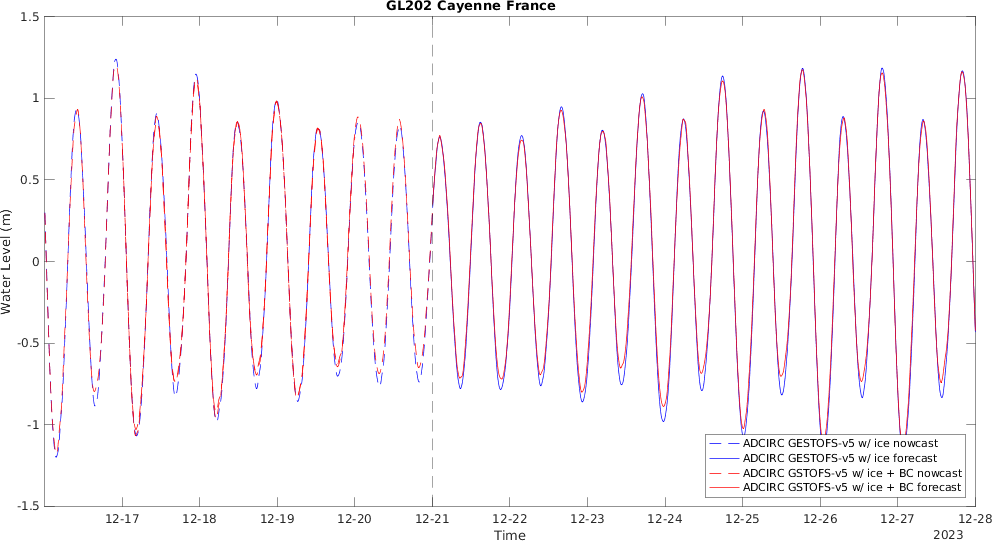 GL202 Cayenne France
1.5
1
0.5
0
-0.5
-1
-1.5
Water Level (m)
12-17 12-18 12-19 12-20 12-21 12-22 12-23 12-24 12-25 12-26 12-27 12-28
Time
2023
ADCIRC GESTOFS-v5 w/ ice nowcast
ADCIRC GESTOFS-v5 w/ ice forecast
ADCIRC GSTOFS-v5 w/ ice + BC nowcast
ADCIRC GSTOFS-v5 w/ ice + BC forecast